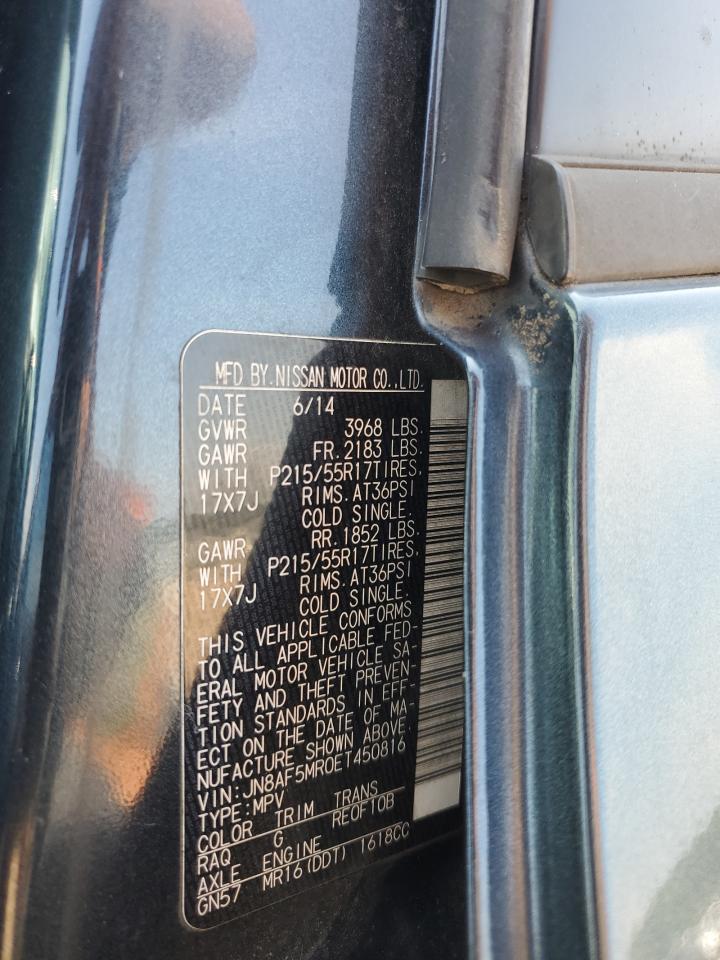 MFD BY.NISSAN MOTOR CO.,LTD.
DATE 6/14
GVWR 3968 LBS.
GAWR FR.2183 LBS.
WITH P215/55R17TIRES,
17X7J RIMS.AT36PSI
COLD SINGLE.
GAWR RR.1852 LBS.
WITH P215/55R17TIRES,
17X7J RIMS.AT36PSI
COLD SINGLE.
THIS VEHICLE CONFORMS
TO ALL APPLICABLE FED-
ERAL MOTOR VEHICLE SA-
FETY AND THEFT PREVEN-
TION STANDARDS IN EFF-
ECT ON THE DATE OF MA-
NUFACTURE SHOWN ABOVE.
VIN:JN8AF5MR0ET450816
TYPE:MPV
COLOR TRIM TRANS
RAQ G RE0F10B
AXLE ENGINE
GN57 MR16(DDT) 1618CC